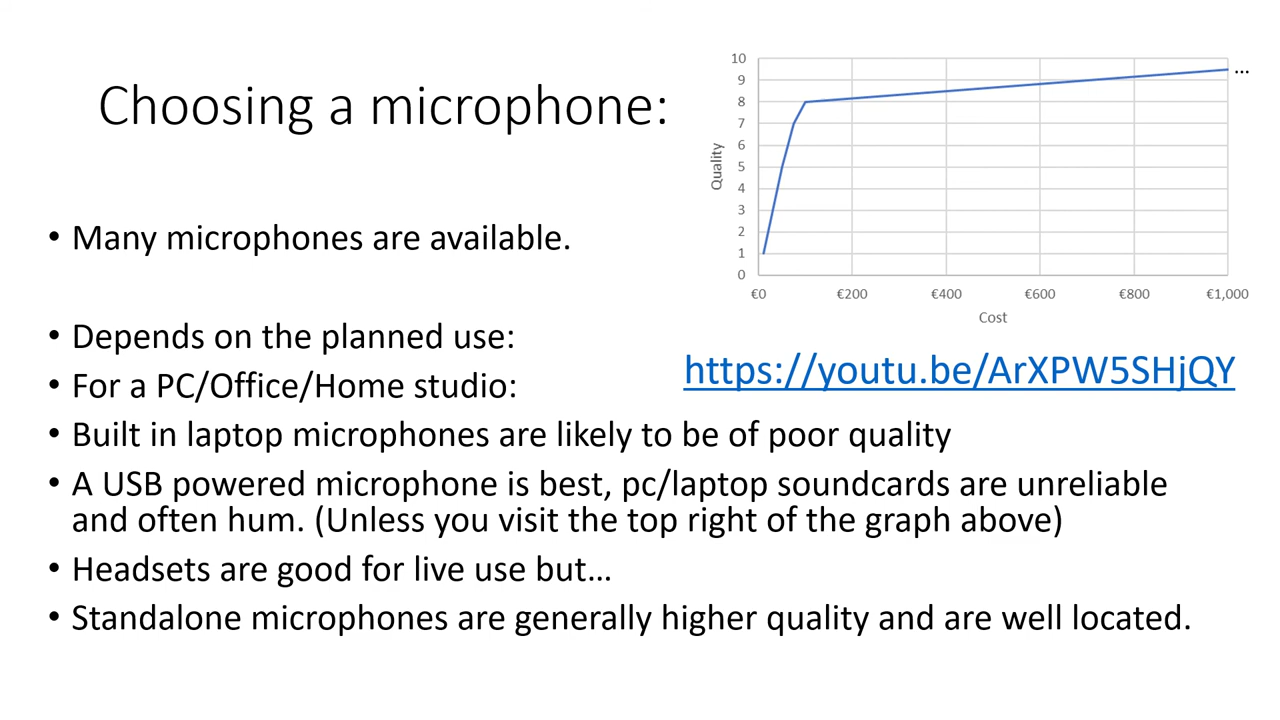 Choosing a microphone:
10
9
8
7
6
5
4
3
2
1
0
Quality
€0 €200 €400 €600 €800 €1,000
Cost
...
https://youtu.be/ArXPW5SHjQY
• Many microphones are available.
• Depends on the planned use:
• For a PC/Office/Home studio:
• Built in laptop microphones are likely to be of poor quality
• A USB powered microphone is best, pc/laptop soundcards are unreliable
and often hum. (Unless you visit the top right of the graph above)
• Headsets are good for live use but...
• Standalone microphones are generally higher quality and are well located.